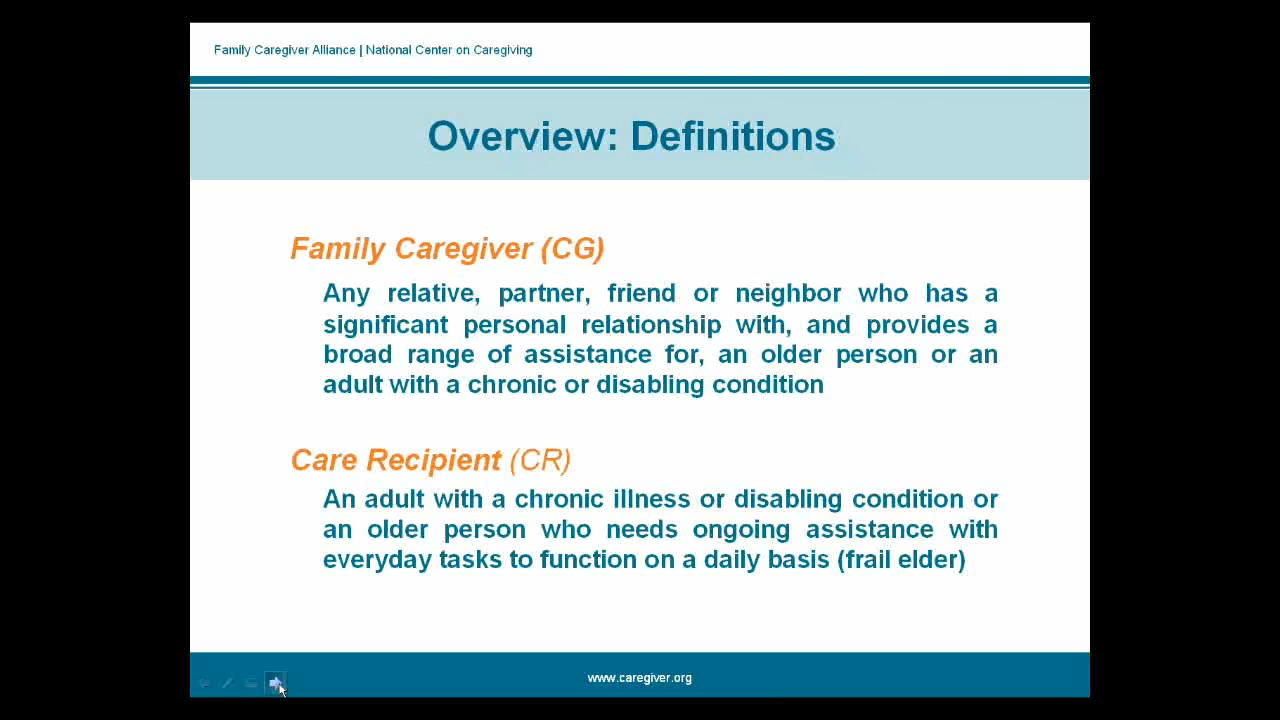 Family Caregiver Alliance | National Center on Caregiving
Overview: Definitions
Family Caregiver (CG)
Any relative, partner, friend or neighbor who has a
significant personal relationship with, and provides a
broad range of assistance for, an older person or an
adult with a chronic or disabling condition
Care Recipient (CR)
An adult with a chronic illness or disabling condition or
an older person who needs ongoing assistance with
everyday tasks to function on a daily basis (frail elder)
www.caregiver.org